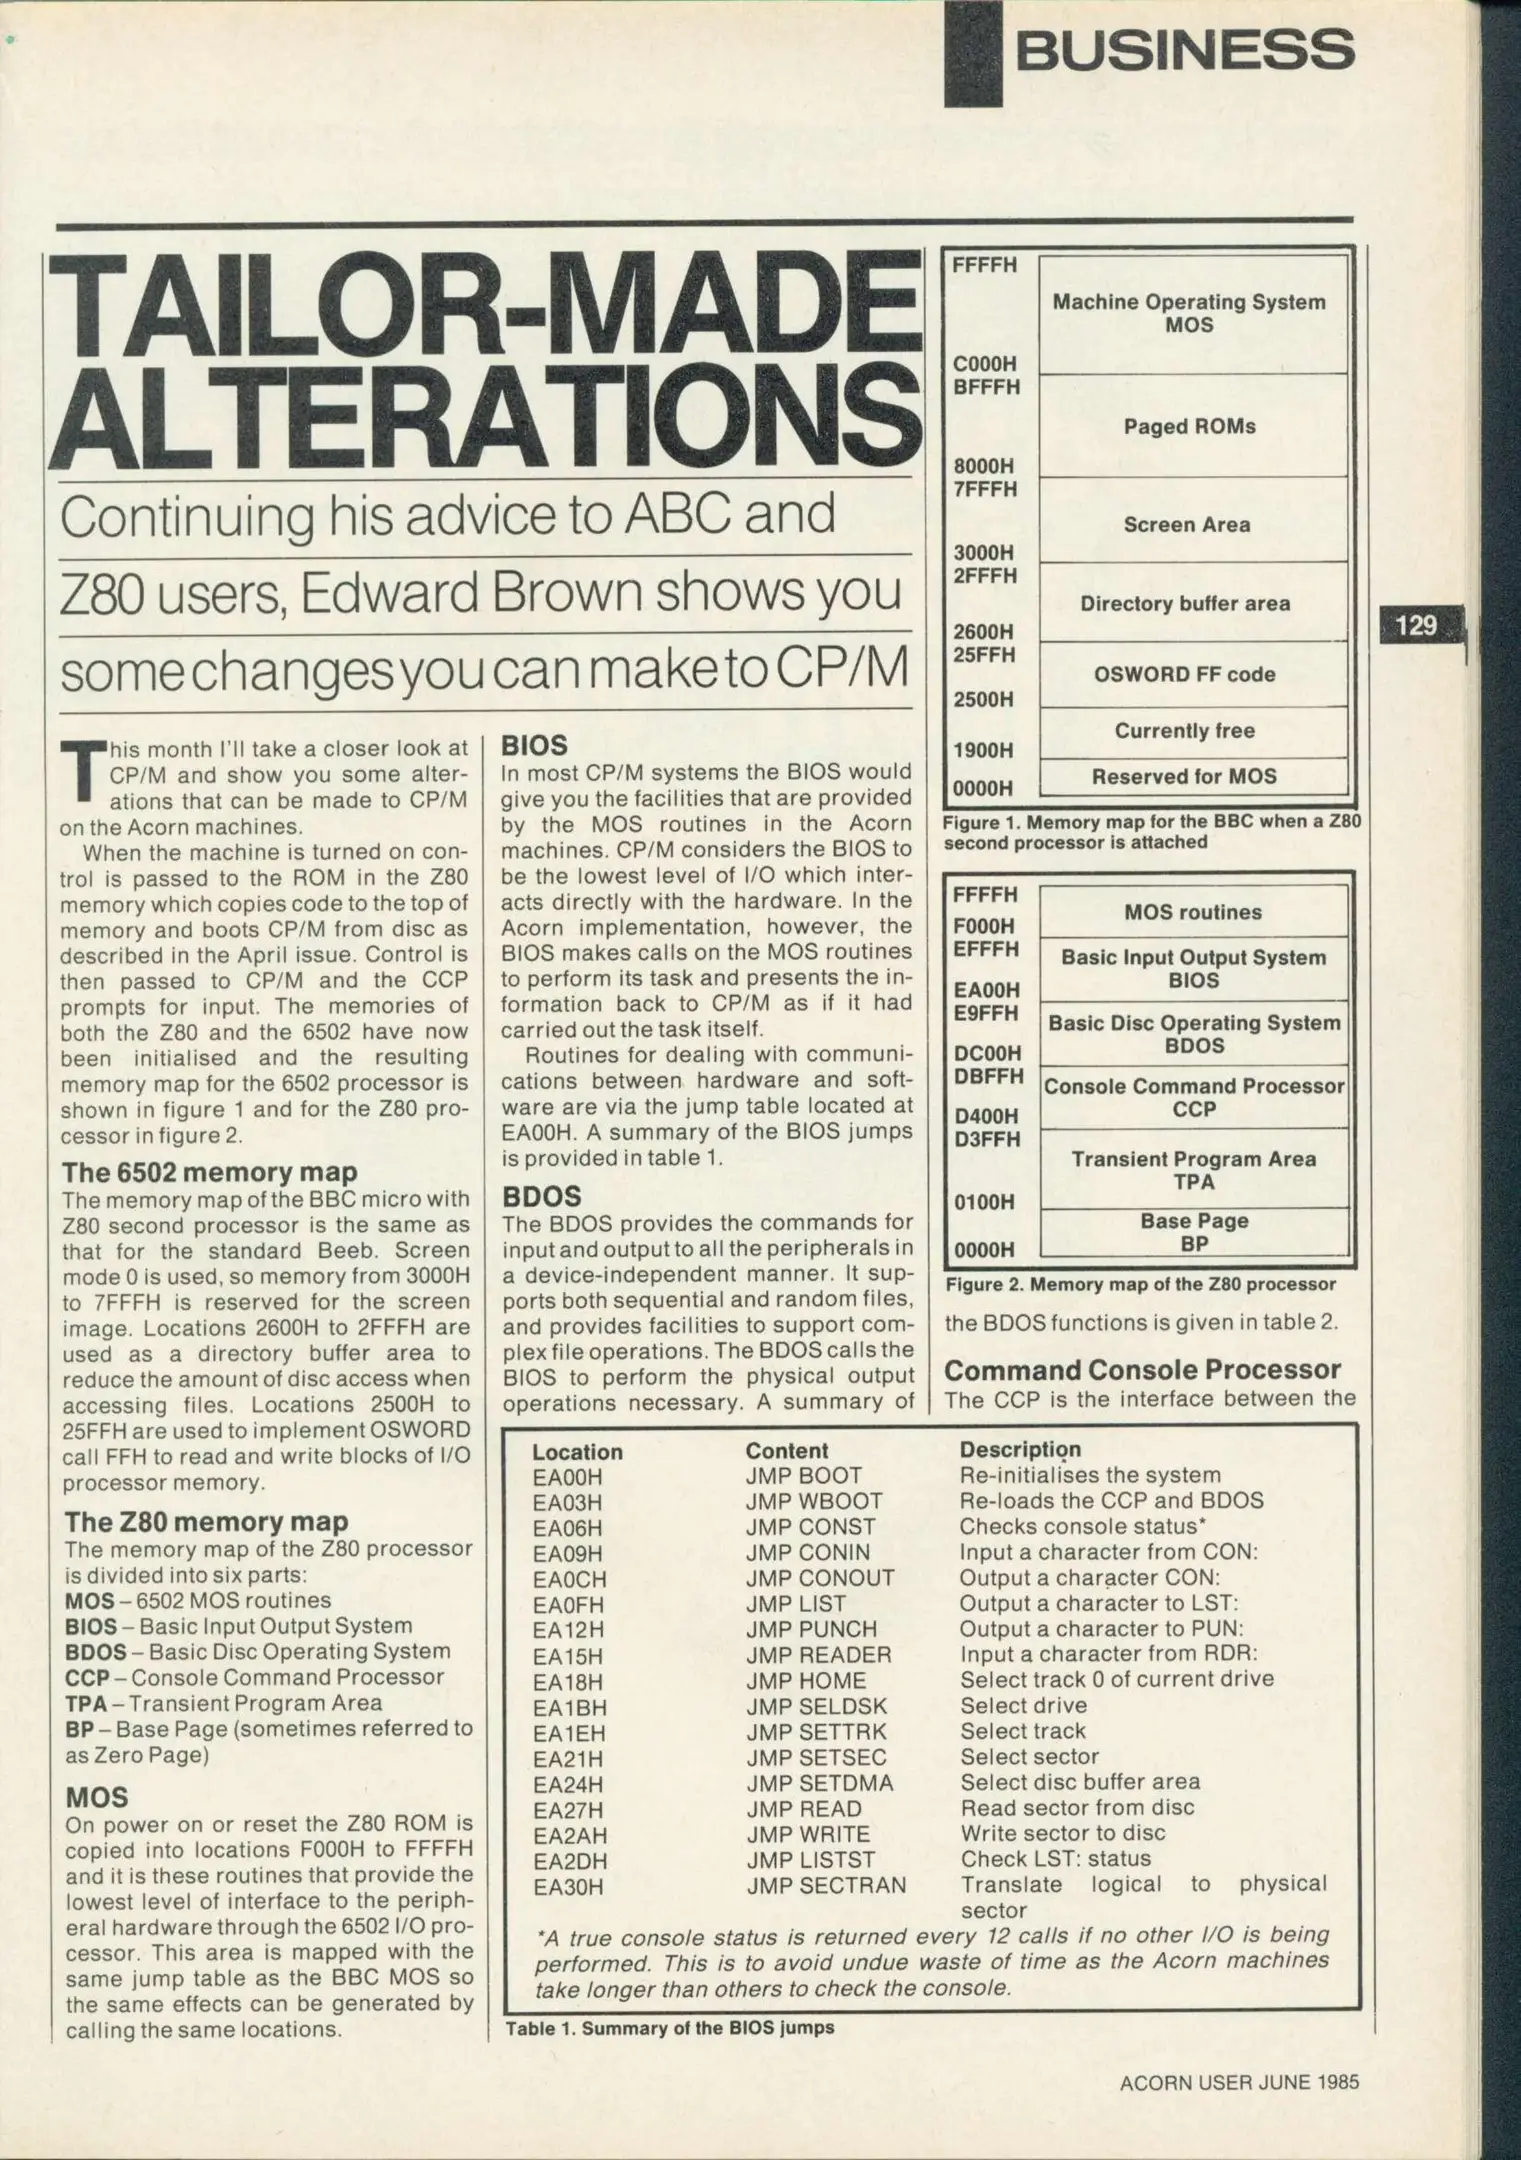 BUSINESS
TAILOR-MADE
ALTERATIONS
Continuing his advice to ABC and
Z80 users, Edward Brown shows you
some changes you can make to CP/M
This month I'll take a closer look at
CP/M and show you some alter-
ations that can be made to CP/M
on the Acorn machines.
When the machine is turned on con-
trol is passed to the ROM in the Z80
memory which copies code to the top of
memory and boots CP/M from disc as
described in the April issue. Control is
then passed to CP/M and the CCP
prompts for input. The memories of
both the Z80 and the 6502 have now
been initialised and the resulting
memory map for the 6502 processor is
shown in figure 1 and for the Z80 pro-
cessor in figure 2.
The 6502 memory map
The memory map of the BBC micro with
Z80 second processor is the same as
that for the standard Beeb. Screen
mode 0 is used, so memory from 3000H
to 7FFFH is reserved for the screen
image. Locations 2600H to 2FFFH are
used as a directory buffer area to
reduce the amount of disc access when
accessing files. Locations 2500H to
25FFH are used to implement OSWORD
call FFH to read and write blocks of I/O
processor memory.
The Z80 memory map
The memory map of the Z80 processor
is divided into six parts:
MOS – 6502 MOS routines
BIOS – Basic Input Output System
BDOS – Basic Disc Operating System
CCP – Console Command Processor
TPA – Transient Program Area
BP – Base Page (sometimes referred to
as Zero Page)
MOS
On power on or reset the Z80 ROM is
copied into locations F000H to FFFFH
and it is these routines that provide the
lowest level of interface to the periph-
eral hardware through the 6502 I/O pro-
cessor. This area is mapped with the
same jump table as the BBC MOS so
the same effects can be generated by
calling the same locations.
BIOS
In most CP/M systems the BIOS would
give you the facilities that are provided
by the MOS routines in the Acorn
machines. CP/M considers the BIOS to
be the lowest level of I/O which inter-
acts directly with the hardware. In the
Acorn implementation, however, the
BIOS makes calls on the MOS routines
to perform its task and presents the in-
formation back to CP/M as if it had
carried out the task itself.
Routines for dealing with communi-
cations between hardware and soft-
ware are via the jump table located at
EA00H. A summary of the BIOS jumps
is provided in table 1.
BDOS
The BDOS provides the commands for
input and output to all the peripherals in
a device-independent manner. It sup-
ports both sequential and random files,
and provides facilities to support com-
plex file operations. The BDOS calls the
BIOS to perform the physical output
operations necessary. A summary of
FFFFH
Machine Operating System
MOS
C000H
BFFFH
Paged ROMs
8000H
7FFFH
Screen Area
3000H
2FFFH
Directory buffer area
2600H
25FFH
OSWORD FF code
2500H
Currently free
1900H
Reserved for MOS
0000H
Figure 1. Memory map for the BBC when a Z80
second processor is attached
FFFFH
MOS routines
F000H
EFFFH
Basic Input Output System
BIOS
EA00H
E9FFH
Basic Disc Operating System
BDOS
DC00H
DBFFH
Console Command Processor
CCP
D400H
D3FFH
Transient Program Area
TPA
0100H
Base Page
BP
0000H
Figure 2. Memory map of the Z80 processor
the BDOS functions is given in table 2.
Command Console Processor
The CCP is the interface between the
129
Location Content Description
EA00H JMP BOOT Re-initialises the system
EA03H JMP WBOOT Re-loads the CCP and BDOS
EA06H JMP CONST Checks console status*
EA09H JMP CONIN Input a character from CON:
EA0CH JMP CONOUT Output a character CON:
EA0FH JMP LIST Output a character to LST:
EA12H JMP PUNCH Output a character to PUN:
EA15H JMP READER Input a character from RDR:
EA18H JMP HOME Select track 0 of current drive
EA1BH JMP SELDSK Select drive
EA1EH JMP SETTRK Select track
EA21H JMP SETSEC Select sector
EA24H JMP SETDMA Select disc buffer area
EA27H JMP READ Read sector from disc
EA2AH JMP WRITE Write sector to disc
EA2DH JMP LISTST Check LST: status
EA30H JMP SECTRAN Translate logical to physical
sector
*A true console status is returned every 12 calls if no other I/O is being
performed. This is to avoid undue waste of time as the Acorn machines
take longer than others to check the console.
Table 1. Summary of the BIOS jumps
ACORN USER JUNE 1985